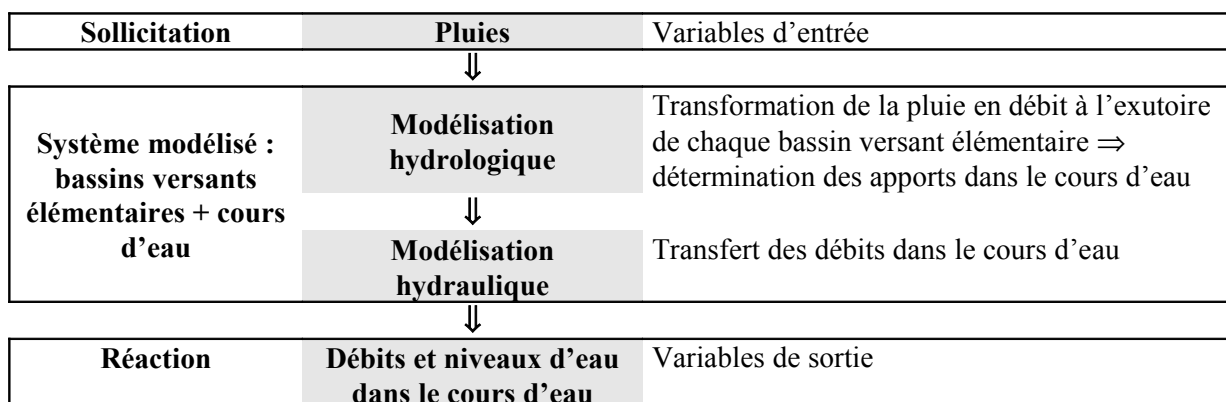 Sollicitation Pluies Variables d'entrée
⇓
Système modélisé :
bassins versants
élémentaires + cours
d'eau
Modélisation
hydrologique
Transformation de la pluie en débit à l'exutoire
de chaque bassin versant élémentaire ⇒
détermination des apports dans le cours d'eau
⇓
Modélisation
hydraulique
Transfert des débits dans le cours d'eau
⇓
Réaction
Débits et niveaux d'eau
dans le cours d'eau
Variables de sortie